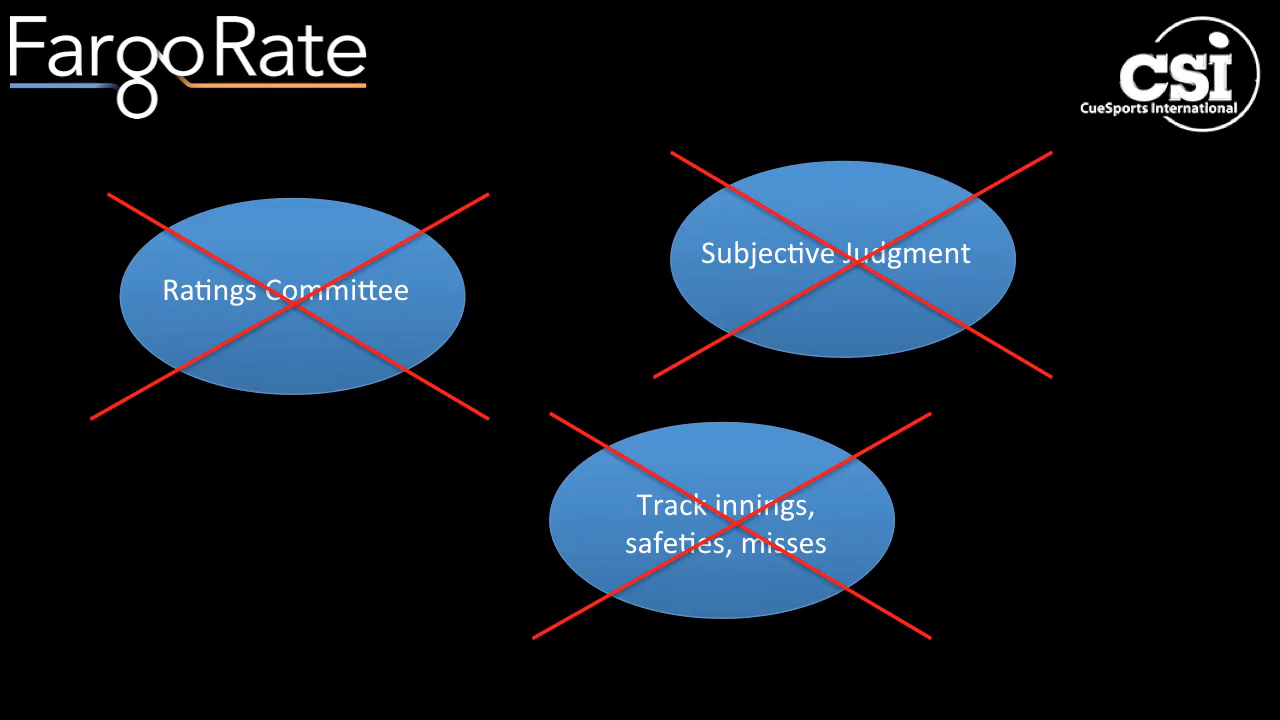 FargoRate
CSi
CueSports International
Ratings Committee
Subjective Judgment
Track innings,
safeties, misses